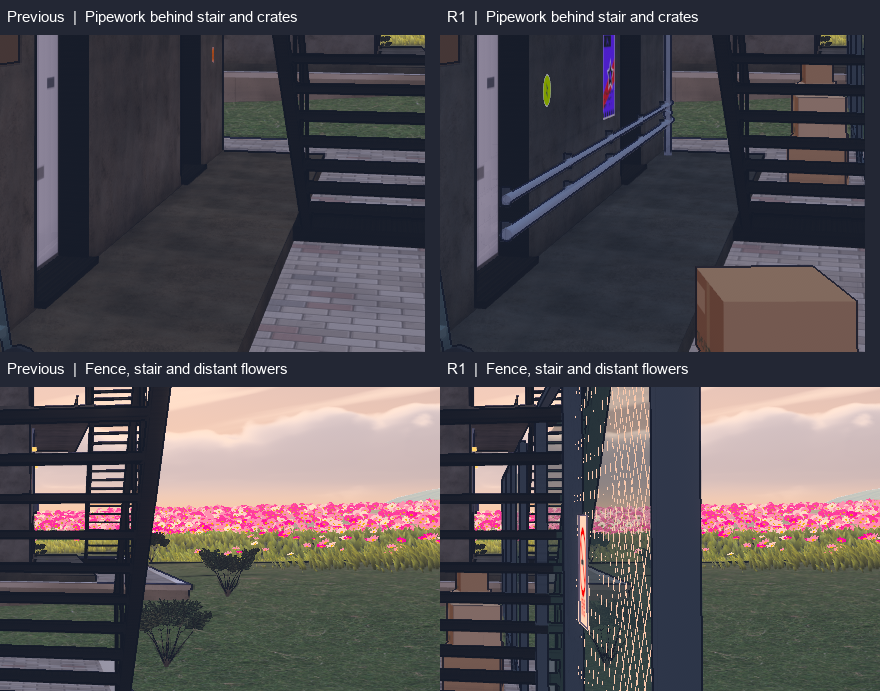 Previous | Pipework behind stair and crates
R1 | Pipework behind stair and crates
Previous | Fence, stair and distant flowers
R1 | Fence, stair and distant flowers